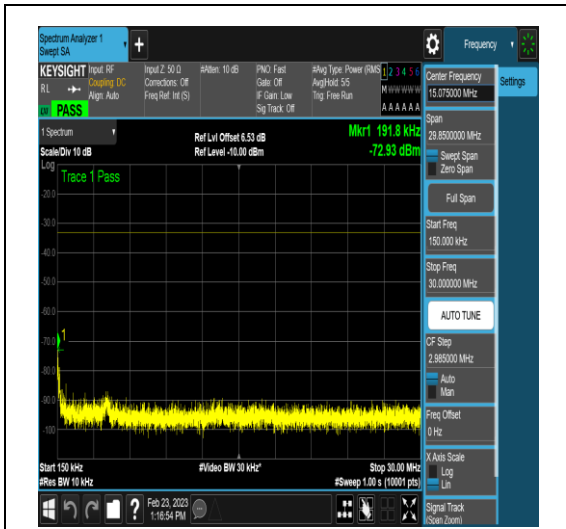 Spectrum Analyzer 1
Swept SA
+
Frequency
KEYSIGHT
RL
PASS
Input: RF
Coupling: DC
Align: Auto
Input Z: 50 Ω
Corrections: Off
Freq Ref: Int (S)
#Atten: 10 dB
PNO: Fast
Gate: Off
IF Gain: Low
Sig Track: Off
#Avg Type: Power (RMS
Avg|Hold: 5/5
Trig: Free Run
1 2 3 4 5 6
M W W W W W
A A A A A A
1 Spectrum
Scale/Div 10 dB
Ref Lvl Offset 6.53 dB
Ref Level -10.00 dBm
Mkr1 191.8 kHz
-72.93 dBm
Log
Trace 1 Pass
-20.0
-30.0
-40.0
-50.0
-60.0
-70.0
-80.0
-90.0
-100
1
Start 150 kHz
#Res BW 10 kHz
#Video BW 30 kHz*
Stop 30.00 MHz
#Sweep 1.00 s (10001 pts)
Feb 23, 2023
1:16:54 PM
Center Frequency
15.075000 MHz
Span
29.8500000 MHz
Swept Span
Zero Span
Full Span
Start Freq
150.000 kHz
Stop Freq
30.000000 MHz
AUTO TUNE
CF Step
2.985000 MHz
Auto
Man
Freq Offset
0 Hz
X Axis Scale
Log
Lin
Signal Track
(Span Zoom)
Settings